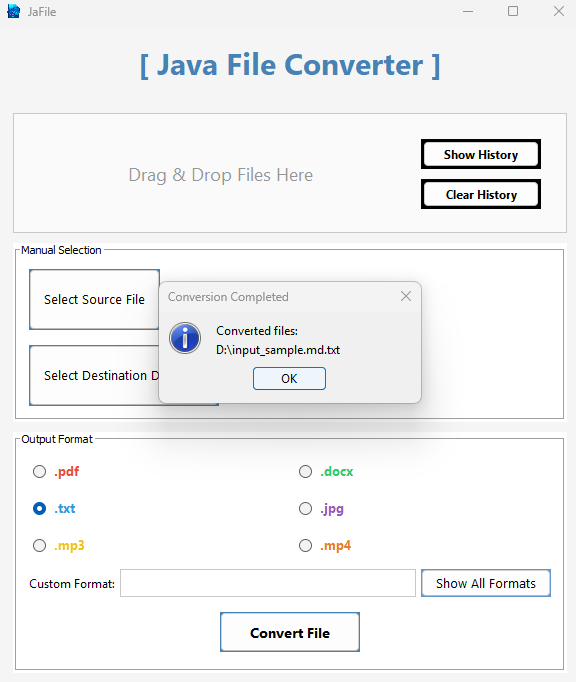 JaFile
[ Java File Converter ]
Drag & Drop Files Here
Show History
Clear History
Manual Selection
Select Source File
Select Destination D
Conversion Completed
Converted files:
D:\input_sample.md.txt
OK
Output Format
.pdf
.docx
.txt
.jpg
.mp3
.mp4
Custom Format:
Show All Formats
Convert File